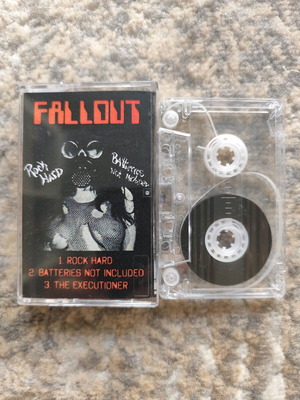 FALLOUT
ROCK
HARD
BATTERIES
NOT INCLUDED
1. ROCK HARD
2. BATTERIES NOT INCLUDED
3. THE EXECUTIONER